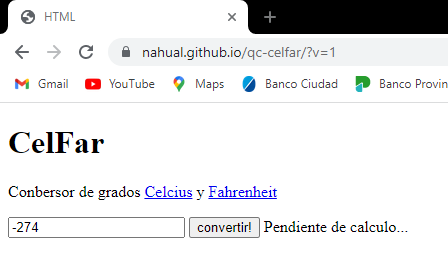 HTML
nahual.github.io/qc-celfar/?v=1
Gmail YouTube Maps Banco Ciudad Banco Provin
CelFar
Conbersor de grados Celcius y Fahrenheit
-274 convertir! Pendiente de calculo...